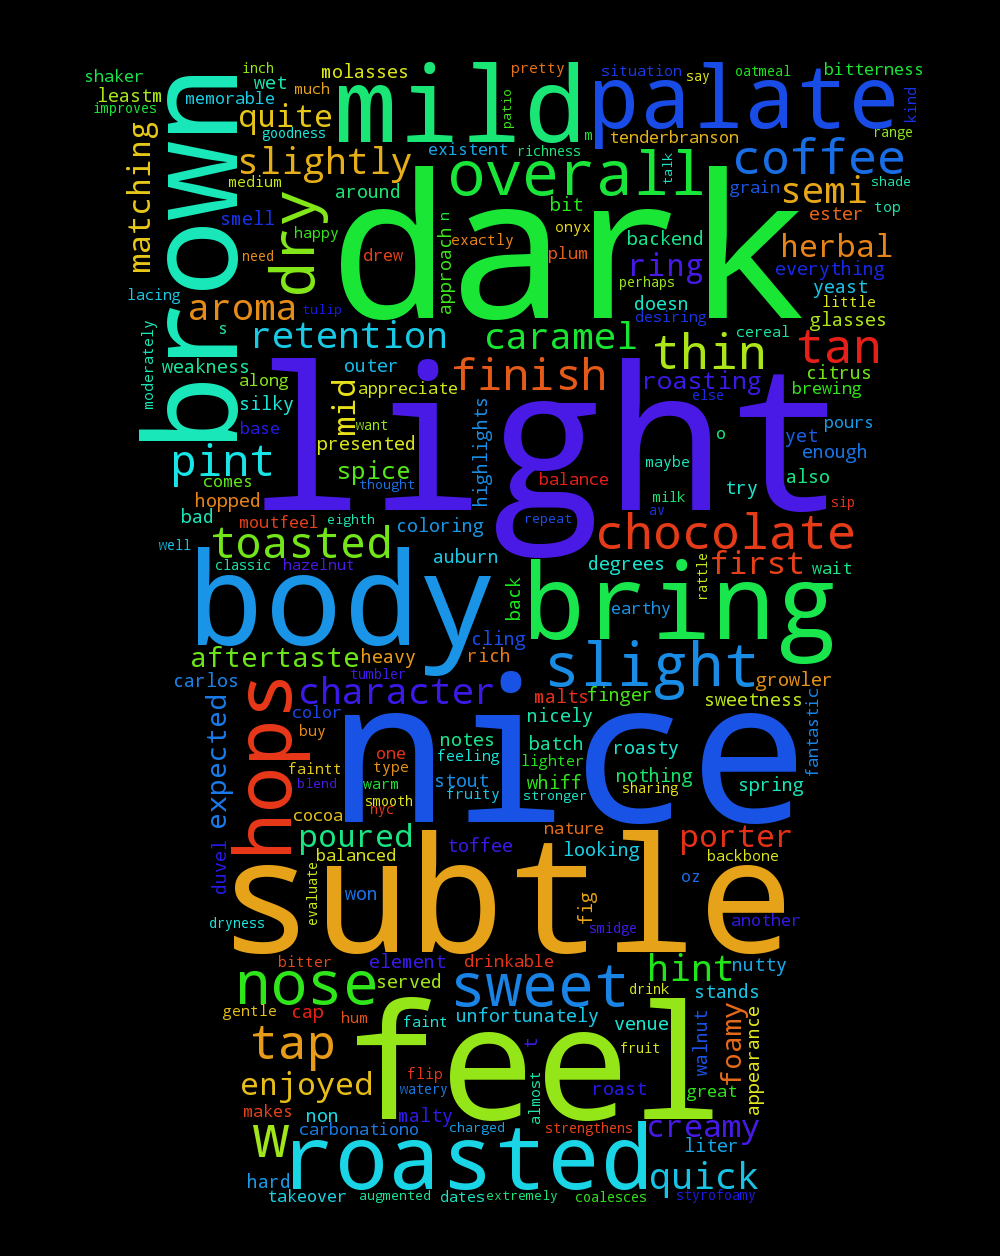 shaker
inch
molasses
pretty
situation
say
oatmeal
bitterness
leastm
wet
much
mild
palate
improves
memorable
quite
goodness
patio
m
tenderbranson
kind
range
brown
matching
slightly
existent
richness
overall
talk
coffee
medium
around
grain
semi
shade
smell
dry
happy
bit
onyx
ester
top
need
drew
approach
n
exactly
plum
backend
ring
herbal
perhaps
everything
lacing
aroma
tulip
dark
doesn
desiring
yeast
little
glasses
moderately
s
retention
caramel
thin
cereal
tan
weakness
outer
finish
roasting
citrus
along
mid
appreciate
else
brewing
silky
base
want
presented
highlights
light
o
yet
pours
enough
pint
comes
spice
thought
balance
maybe
also
hopped
milk
try
sip
bad
moutfeel
eighth
coloring
repeat
av
chocolate
well
toasted
classic
hazelnut
auburn
degrees
first
wait
body
back
bring
rattle
earthy
cling
aftertaste
heavy
rich
slight
carlos
tumbler
growler
character
malts
finger
sweetness
hops
color
buy
nicely
fantastic
expected
one
notes
batch
roasty
faintt
type
feeling
lighter
nice
blend
warm
stout
whiff
nothing
spring
smooth
fruity
stronger
sharing
cocoa
nyc
poured
nature
porter
duvel
balanced
toffee
looking
backbone
evaluate
won
fig
oz
subtle
dryness
smidge
another
bitter
element
drinkable
hint
nutty
nose
served
sweet
drink
stands
gentle
cap
hum
faint
unfortunately
venue
walnut
foamy
appearance
tap
feel
t
fruit
flip
enjoyed
watery
almost
roast
great
makes
non
malty
carbonationo
charged
strengthens
creamy
w
roasted
liter
hard
quick
takeover
augmented
dates
extremely
coalesces
styrofoamy